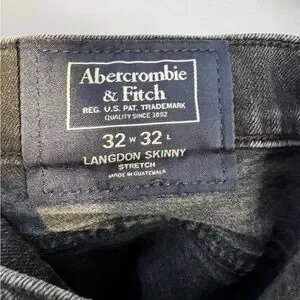 Abercrombie
& Fitch
REG. U.S. PAT. TRADEMARK
QUALITY SINCE 1892
32 W 32 L
LANGDON SKINNY
STRETCH
MADE IN GUATEMALA